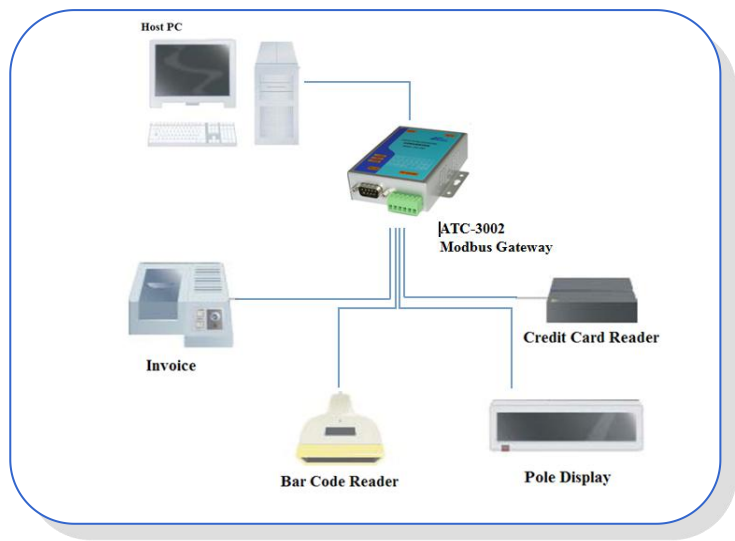 Host PC
ATC-3002
Modbus Gateway
Credit Card Reader
Invoice
Bar Code Reader
Pole Display